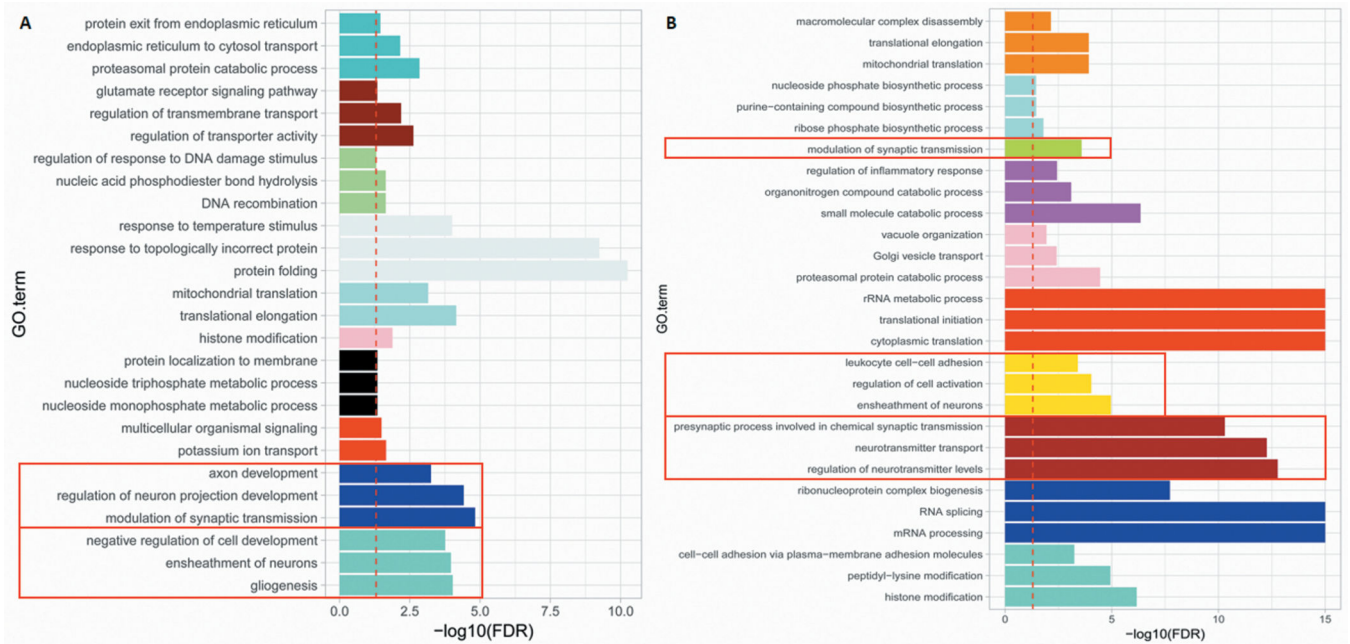 A
protein exit from endoplasmic reticulum
endoplasmic reticulum to cytosol transport
proteasomal protein catabolic process
glutamate receptor signaling pathway
regulation of transmembrane transport
regulation of transporter activity
regulation of response to DNA damage stimulus
nucleic acid phosphodiester bond hydrolysis
DNA recombination
response to temperature stimulus
response to topologically incorrect protein
protein folding
mitochondrial translation
translational elongation
histone modification
protein localization to membrane
nucleoside triphosphate metabolic process
nucleoside monophosphate metabolic process
multicellular organismal signaling
potassium ion transport
axon development
regulation of neuron projection development
modulation of synaptic transmission
negative regulation of cell development
ensheathment of neurons
gliogenesis
GO.term
0.0 2.5 5.0 7.5 10.0
−log10(FDR)
B
macromolecular complex disassembly
translational elongation
mitochondrial translation
nucleoside phosphate biosynthetic process
purine−containing compound biosynthetic process
ribose phosphate biosynthetic process
modulation of synaptic transmission
regulation of inflammatory response
organonitrogen compound catabolic process
small molecule catabolic process
vacuole organization
Golgi vesicle transport
proteasomal protein catabolic process
rRNA metabolic process
translational initiation
cytoplasmic translation
leukocyte cell−cell adhesion
regulation of cell activation
ensheathment of neurons
presynaptic process involved in chemical synaptic transmission
neurotransmitter transport
regulation of neurotransmitter levels
ribonucleoprotein complex biogenesis
RNA splicing
mRNA processing
cell−cell adhesion via plasma−membrane adhesion molecules
peptidyl−lysine modification
histone modification
GO.term
0 5 10 15
−log10(FDR)